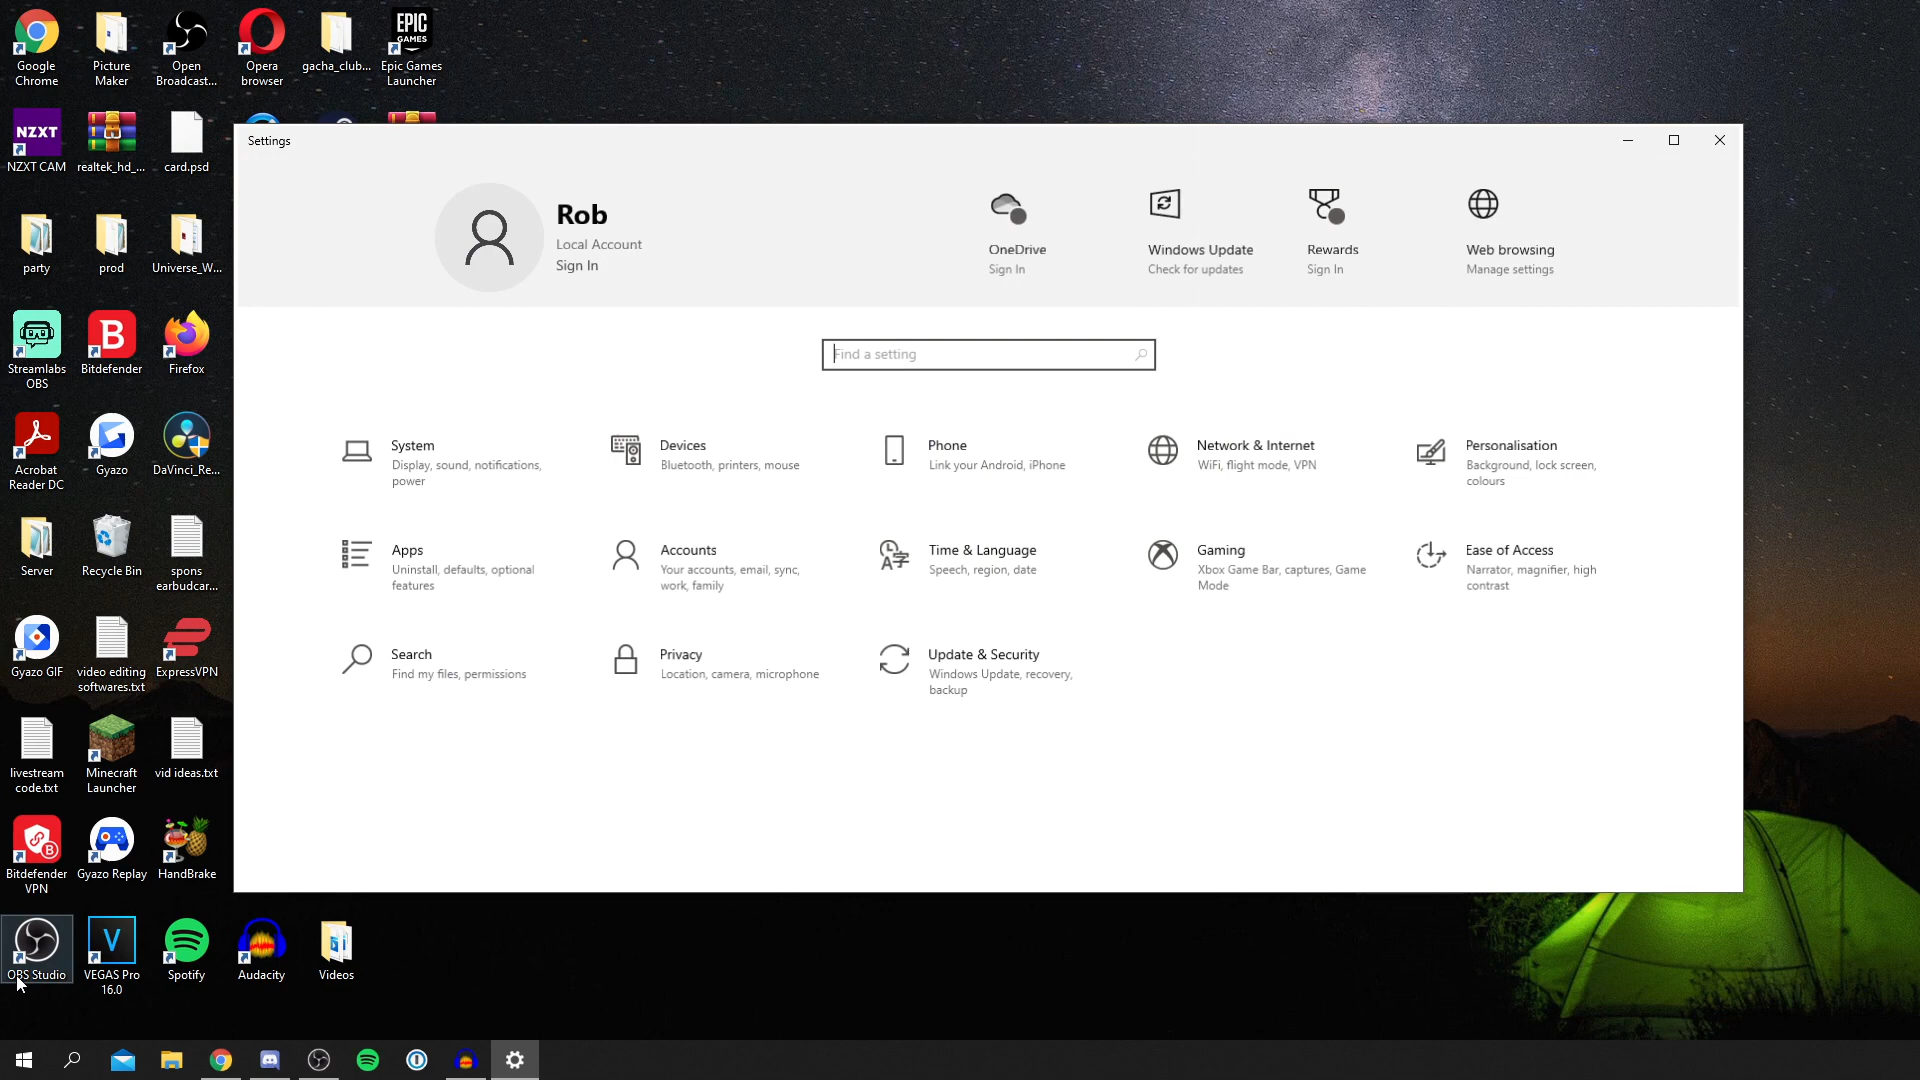 Google
Chrome
Picture
Maker
Open
Broadcast...
Opera
browser
gacha_club...
EPIC
GAMES
Epic Games
Launcher
NZXT
NZXT CAM
realtek_hd_...
card.psd
party
prod
Universe_W...
Streamlabs
OBS
Bitdefender
Firefox
Acrobat
Reader DC
Gyazo
DaVinci_Re...
Server
Recycle Bin
spons
earbudcar...
Gyazo GIF
video editing
softwares.txt
ExpressVPN
livestream
code.txt
Minecraft
Launcher
vid ideas.txt
Bitdefender
VPN
Gyazo Replay
HandBrake
OBS Studio
VEGAS Pro
16.0
Spotify
Audacity
Videos
Settings
Rob
Local Account
Sign In
OneDrive
Sign In
Windows Update
Check for updates
Rewards
Sign In
Web browsing
Manage settings
Find a setting
System
Display, sound, notifications,
power
Devices
Bluetooth, printers, mouse
Phone
Link your Android, iPhone
Network & Internet
WiFi, flight mode, VPN
Personalisation
Background, lock screen,
colours
Apps
Uninstall, defaults, optional
features
Accounts
Your accounts, email, sync,
work, family
Time & Language
Speech, region, date
Gaming
Xbox Game Bar, captures, Game
Mode
Ease of Access
Narrator, magnifier, high
contrast
Search
Find my files, permissions
Privacy
Location, camera, microphone
Update & Security
Windows Update, recovery,
backup